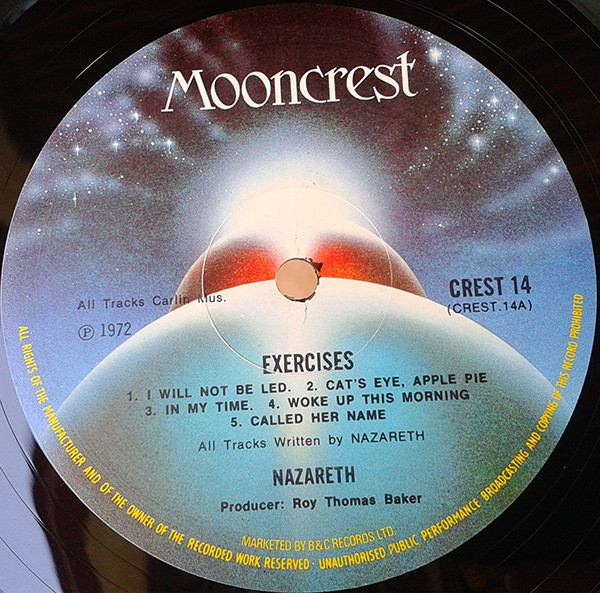 Mooncrest
All Tracks Carlin Mus.
℗ 1972
CREST 14
(CREST.14A)
EXERCISES
1. I WILL NOT BE LED. 2. CAT'S EYE, APPLE PIE
3. IN MY TIME. 4. WOKE UP THIS MORNING
5. CALLED HER NAME
All Tracks Written by NAZARETH
NAZARETH
Producer: Roy Thomas Baker
MARKETED BY B&C RECORDS LTD
ALL RIGHTS OF THE MANUFACTURER AND OF THE OWNER OF THE RECORDED WORK RESERVED · UNAUTHORISED PUBLIC PERFORMANCE BROADCASTING AND COPYING OF THIS RECORD PROHIBITED